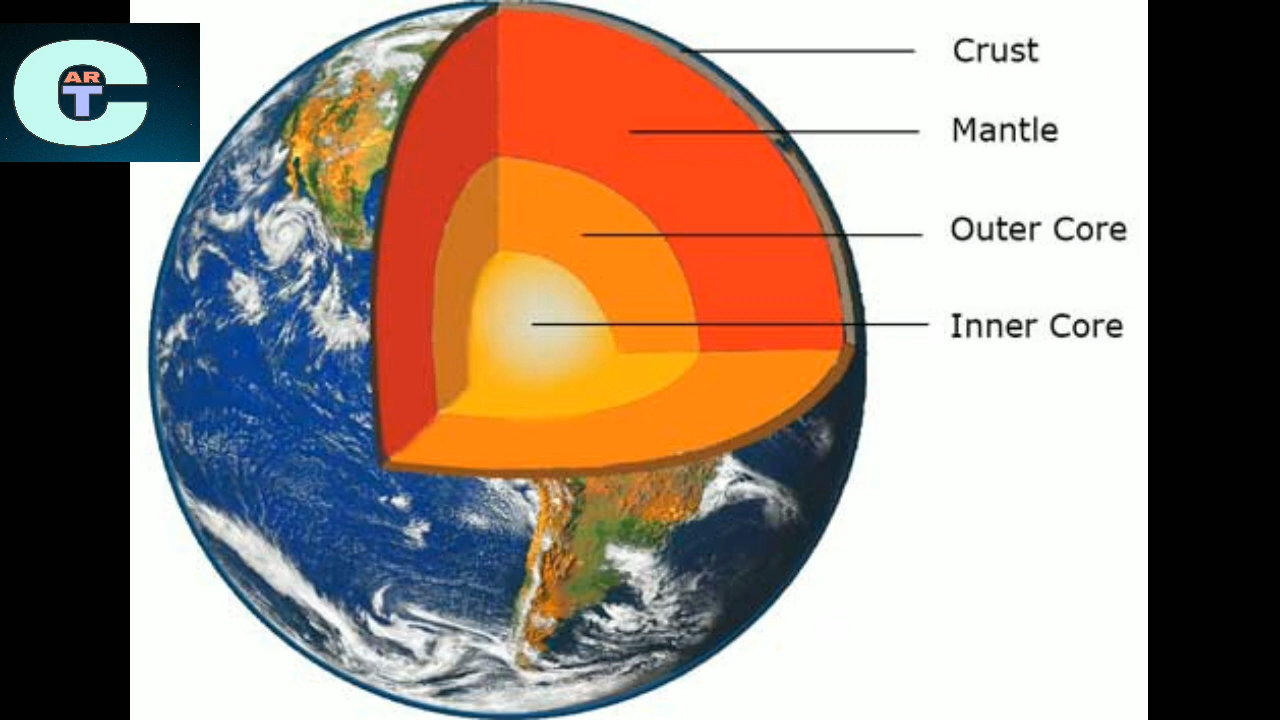 C
AR
T
Crust
Mantle
Outer Core
Inner Core